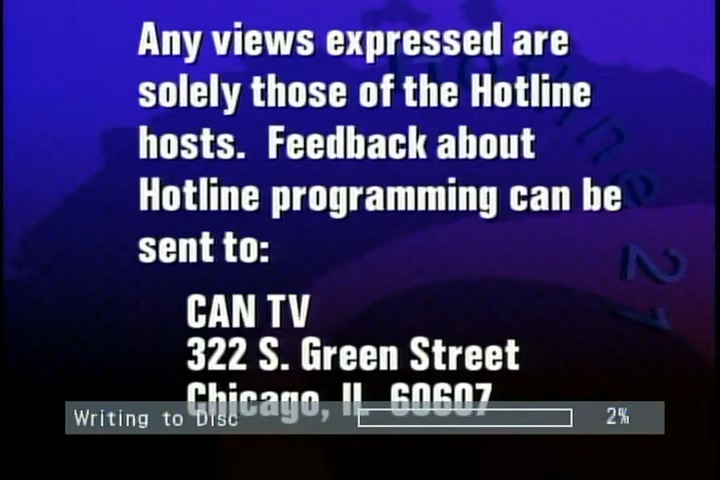 Any views expressed are
solely those of the Hotline
hosts. Feedback about
Hotline programming can be
sent to:
CAN TV
322 S. Green Street
Chicago, IL 60607
Writing to Disc 2%
21